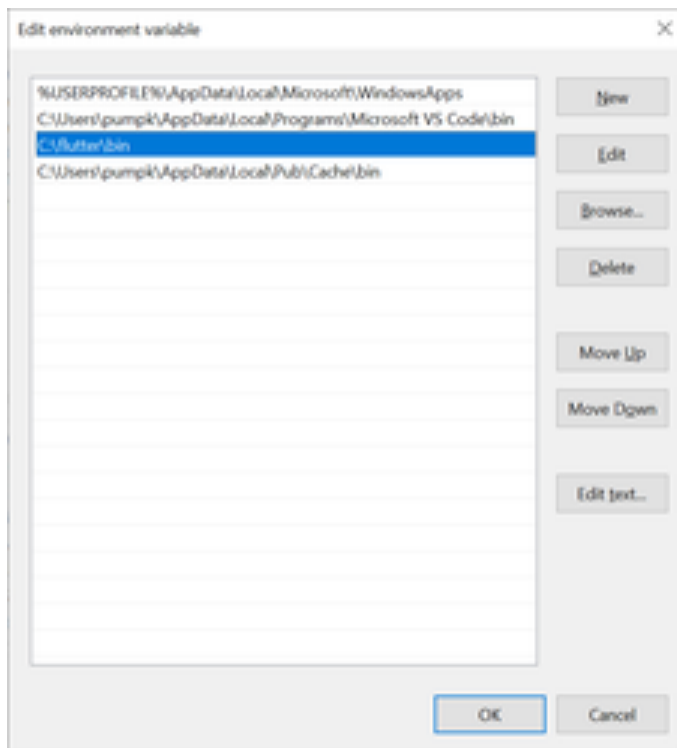 Edit environment variable
%USERPROFILE%\AppData\Local\Microsoft\WindowsApps
C:\Users\pumpk\AppData\Local\Programs\Microsoft VS Code\bin
C:\flutter\bin
C:\Users\pumpk\AppData\Local\Pub\Cache\bin
New
Edit
Browse...
Delete
Move Up
Move Down
Edit text...
OK
Cancel